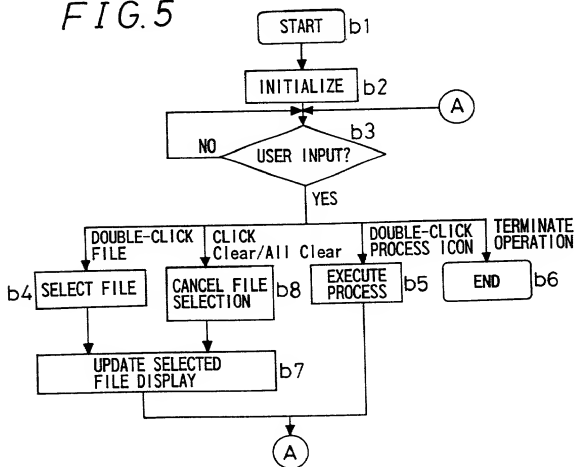 FIG.5
START b1
INITIALIZE b2
A
b3
NO USER INPUT?
YES
DOUBLE-CLICK FILE
CLICK Clear/All Clear
DOUBLE-CLICK PROCESS ICON
TERMINATE OPERATION
b4 SELECT FILE
CANCEL FILE SELECTION b8
EXECUTE PROCESS b5
END b6
UPDATE SELECTED FILE DISPLAY b7
A